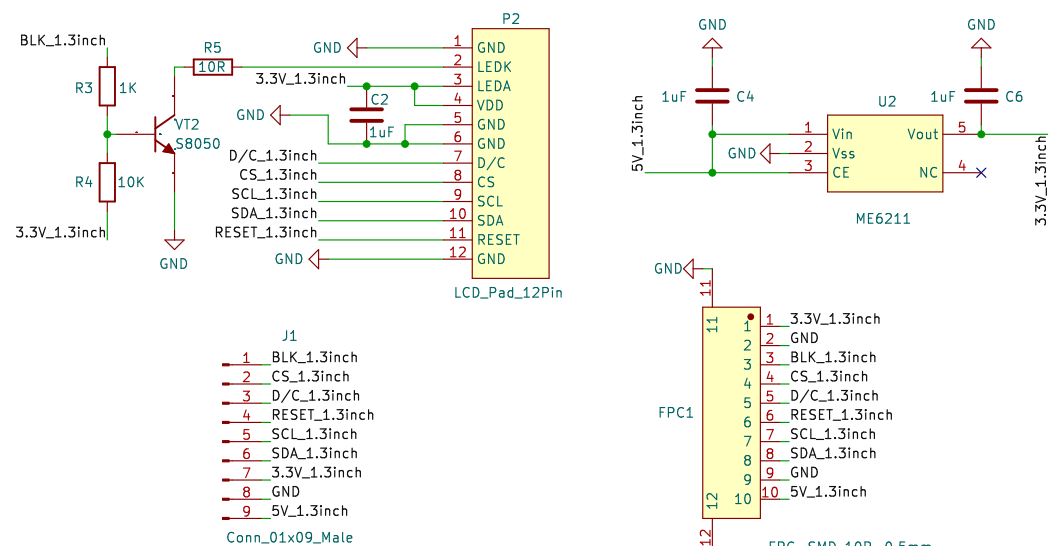 BLK_1.3inch
R3
1K
R4
10K
3.3V_1.3inch
VT2
S8050
GND
R5
10R
GND
3.3V_1.3inch
C2
1uF
GND
D/C_1.3inch
CS_1.3inch
SCL_1.3inch
SDA_1.3inch
RESET_1.3inch
GND
P2
1 GND
2 LEDK
3 LEDA
4 VDD
5 GND
6 GND
7 D/C
8 CS
9 SCL
10 SDA
11 RESET
12 GND
LCD_Pad_12Pin
GND
1uF
C4
5V_1.3inch
GND
U2
1 Vin
2 Vss
3 CE
Vout 5
NC 4
ME6211
GND
1uF
C6
3.3V_1.3inch
J1
1 BLK_1.3inch
2 CS_1.3inch
3 D/C_1.3inch
4 RESET_1.3inch
5 SCL_1.3inch
6 SDA_1.3inch
7 3.3V_1.3inch
8 GND
9 5V_1.3inch
Conn_01x09_Male
GND
11
11
FPC1
1 1 3.3V_1.3inch
2 2 GND
3 3 BLK_1.3inch
4 4 CS_1.3inch
5 5 D/C_1.3inch
6 6 RESET_1.3inch
7 7 SCL_1.3inch
8 8 SDA_1.3inch
9 9 GND
10 10 5V_1.3inch
12
12
FPC_SMD_10P_0.5mm